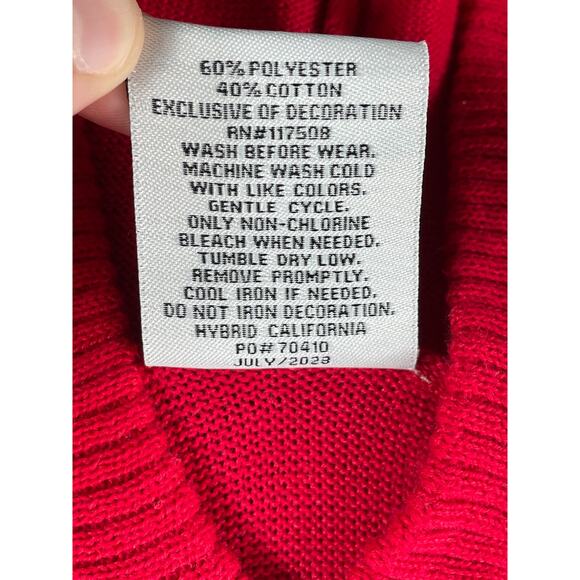 60% POLYESTER
40% COTTON
EXCLUSIVE OF DECORATION
RN#117508
WASH BEFORE WEAR.
MACHINE WASH COLD
WITH LIKE COLORS.
GENTLE CYCLE.
ONLY NON-CHLORINE
BLEACH WHEN NEEDED.
TUMBLE DRY LOW.
REMOVE PROMPTLY.
COOL IRON IF NEEDED.
DO NOT IRON DECORATION.
HYBRID CALIFORNIA
PO# 70410
JULY/2023